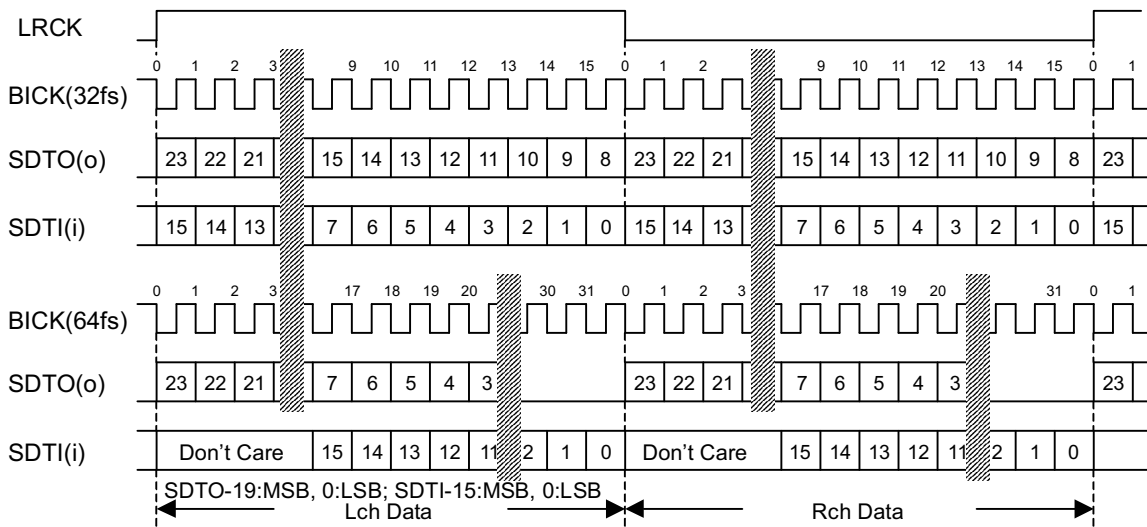 LRCK
0 1 2 3 9 10 11 12 13 14 15 0 1 2 9 10 11 12 13 14 15 0 1
BICK(32fs)
SDTO(o) 23 22 21 15 14 13 12 11 10 9 8 23 22 21 15 14 13 12 11 10 9 8 23
SDTI(i) 15 14 13 7 6 5 4 3 2 1 0 15 14 13 7 6 5 4 3 2 1 0 15
0 1 2 3 17 18 19 20 30 31 0 1 2 3 17 18 19 20 31 0 1
BICK(64fs)
SDTO(o) 23 22 21 7 6 5 4 3 23 22 21 7 6 5 4 3 23
SDTI(i) Don't Care 15 14 13 12 11 2 1 0 Don't Care 15 14 13 12 11 2 1 0
SDTO-19:MSB, 0:LSB; SDTI-15:MSB, 0:LSB
Lch Data Rch Data